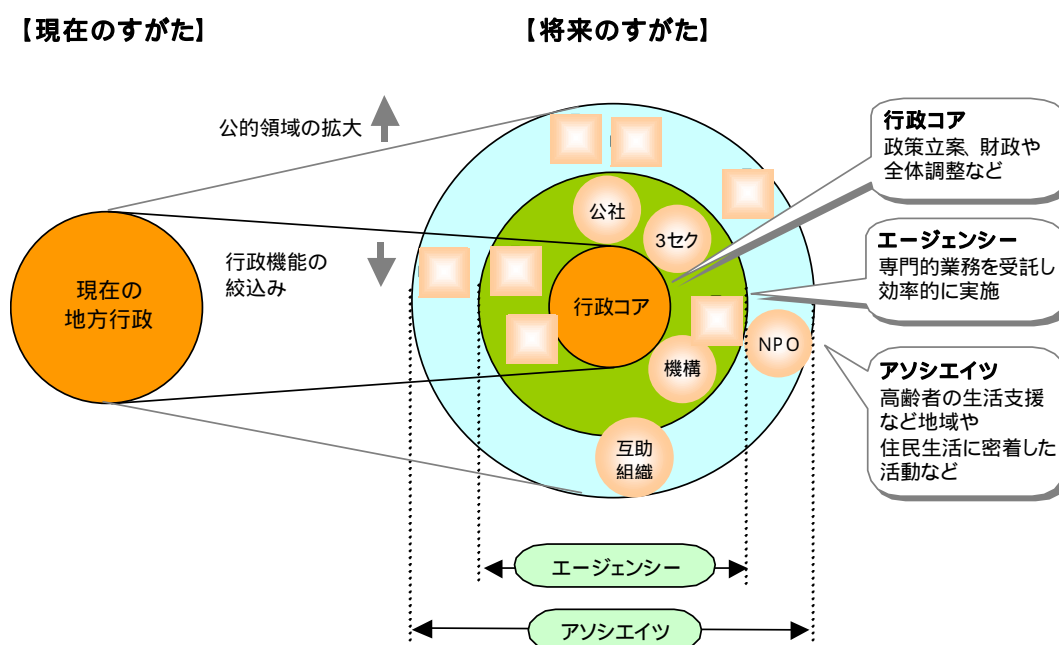 【現在のすがた】
【将来のすがた】
公的領域の拡大
行政機能の
絞込み
現在の
地方行政
公社
3セク
行政コア
機構
NPO
互助
組織
行政コア
政策立案、財政や
全体調整など
エージェンシー
専門的業務を受託し
効率的に実施
アソシエイツ
高齢者の生活支援
など地域や
住民生活に密着した
活動など
エージェンシー
アソシエイツ